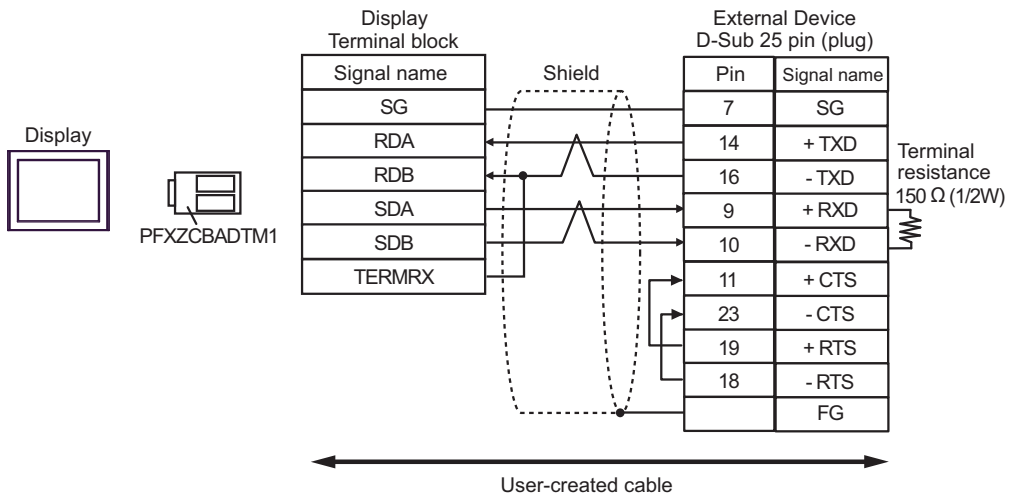 Display
Terminal block
External Device
D-Sub 25 pin (plug)
Signal name
Shield
Pin
Signal name
SG
7
SG
Display
RDA
14
+ TXD
Terminal
resistance
150 Ω (1/2W)
RDB
16
- TXD
SDA
9
+ RXD
PFXZCBADTM1
SDB
10
- RXD
TERMRX
11
+ CTS
23
- CTS
19
+ RTS
18
- RTS
FG
User-created cable